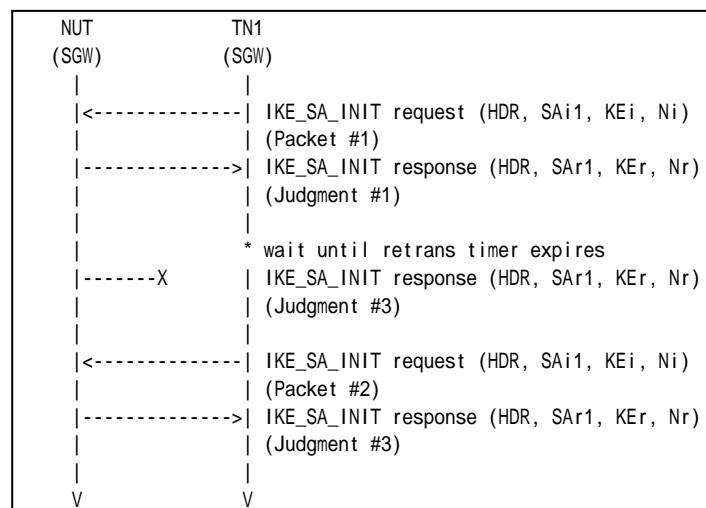 NUT TN1
(SGW) (SGW)
| |
|<--------------| IKE_SA_INIT request (HDR, SAi1, KEi, Ni)
| | (Packet #1)
|-------------->| IKE_SA_INIT response (HDR, SAr1, KEr, Nr)
| | (Judgment #1)
| |
| * wait until retrans timer expires
|-------X | IKE_SA_INIT response (HDR, SAr1, KEr, Nr)
| | (Judgment #3)
| |
|<--------------| IKE_SA_INIT request (HDR, SAi1, KEi, Ni)
| | (Packet #2)
|-------------->| IKE_SA_INIT response (HDR, SAr1, KEr, Nr)
| | (Judgment #3)
| |
V V